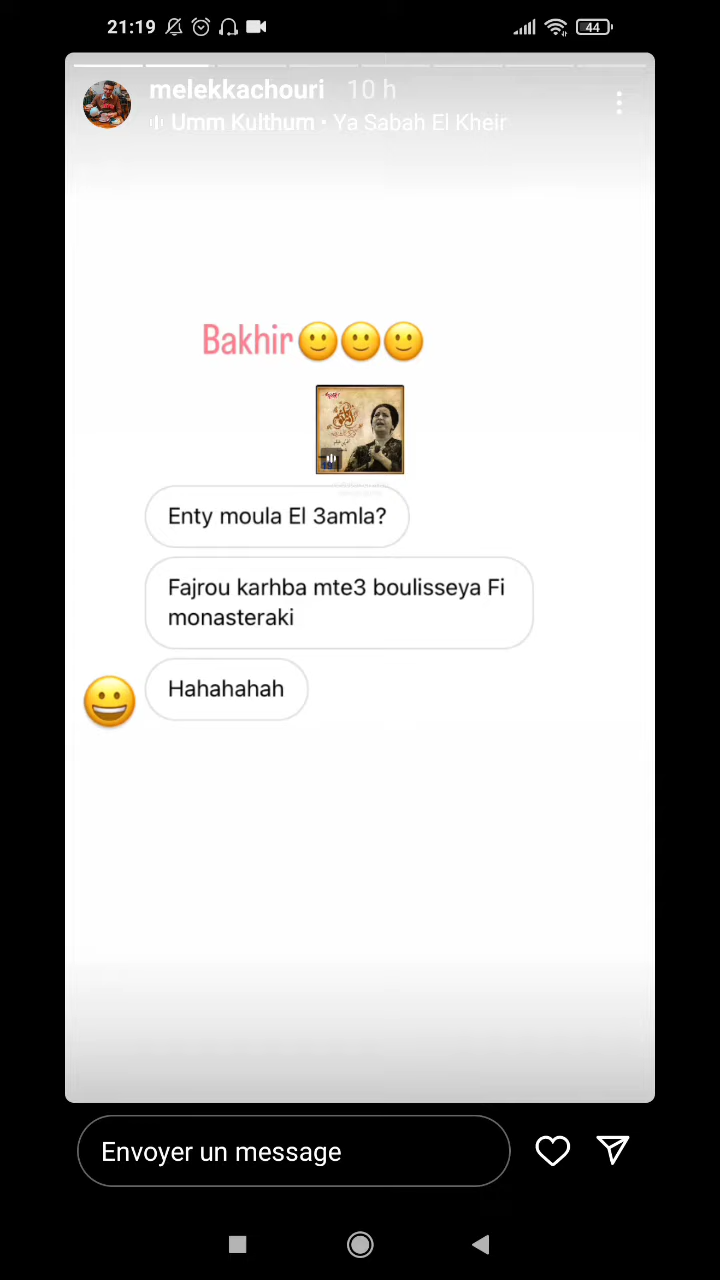 21:19
44
melekkachouri 10 h
Umm Kulthum • Ya Sabah El Kheir
Bakhir🙂🙂🙂
Enty moula El 3amla?
Fajrou karhba mte3 boulisseya Fi
monasteraki
Hahahahah
😀
Envoyer un message